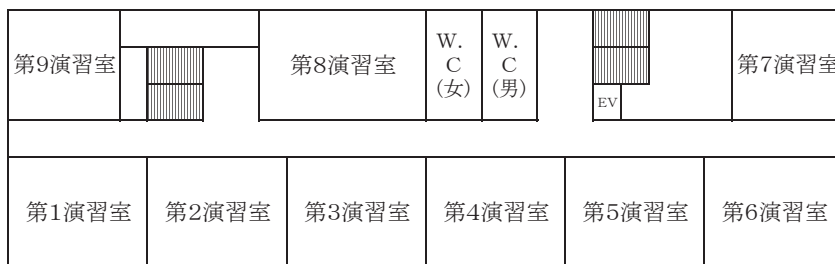 第9演習室
第8演習室
W.C(女)
W.C(男)
EV
第7演習室
第1演習室
第2演習室
第3演習室
第4演習室
第5演習室
第6演習室